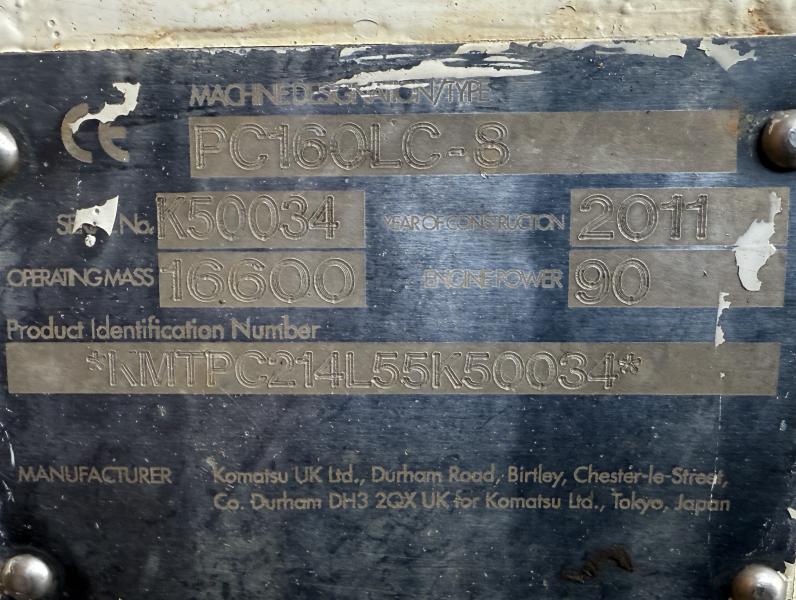 CE
MACHINE DESIGNATION/TYPE
PC160LC-8
No. K50034 YEAR OF CONSTRUCTION 2011
OPERATING MASS 16600 ENGINE POWER 90
Product Identification Number
*KMTPC214L55K50034*
MANUFACTURER Komatsu UK Ltd., Durham Road, Birtley, Chester-le-Street,
Co. Durham DH3 2QX UK for Komatsu Ltd., Tokyo, Japan